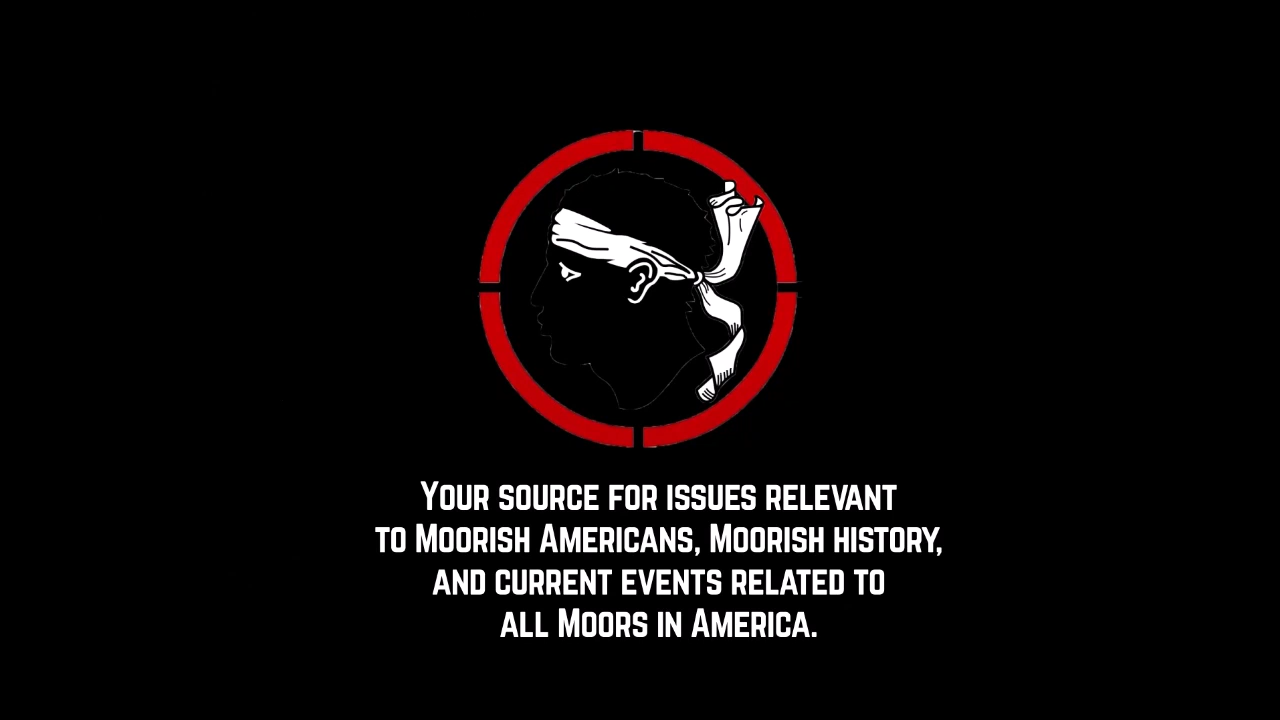 Your source for issues relevant
to Moorish Americans, Moorish history,
and current events related to
all Moors in America.